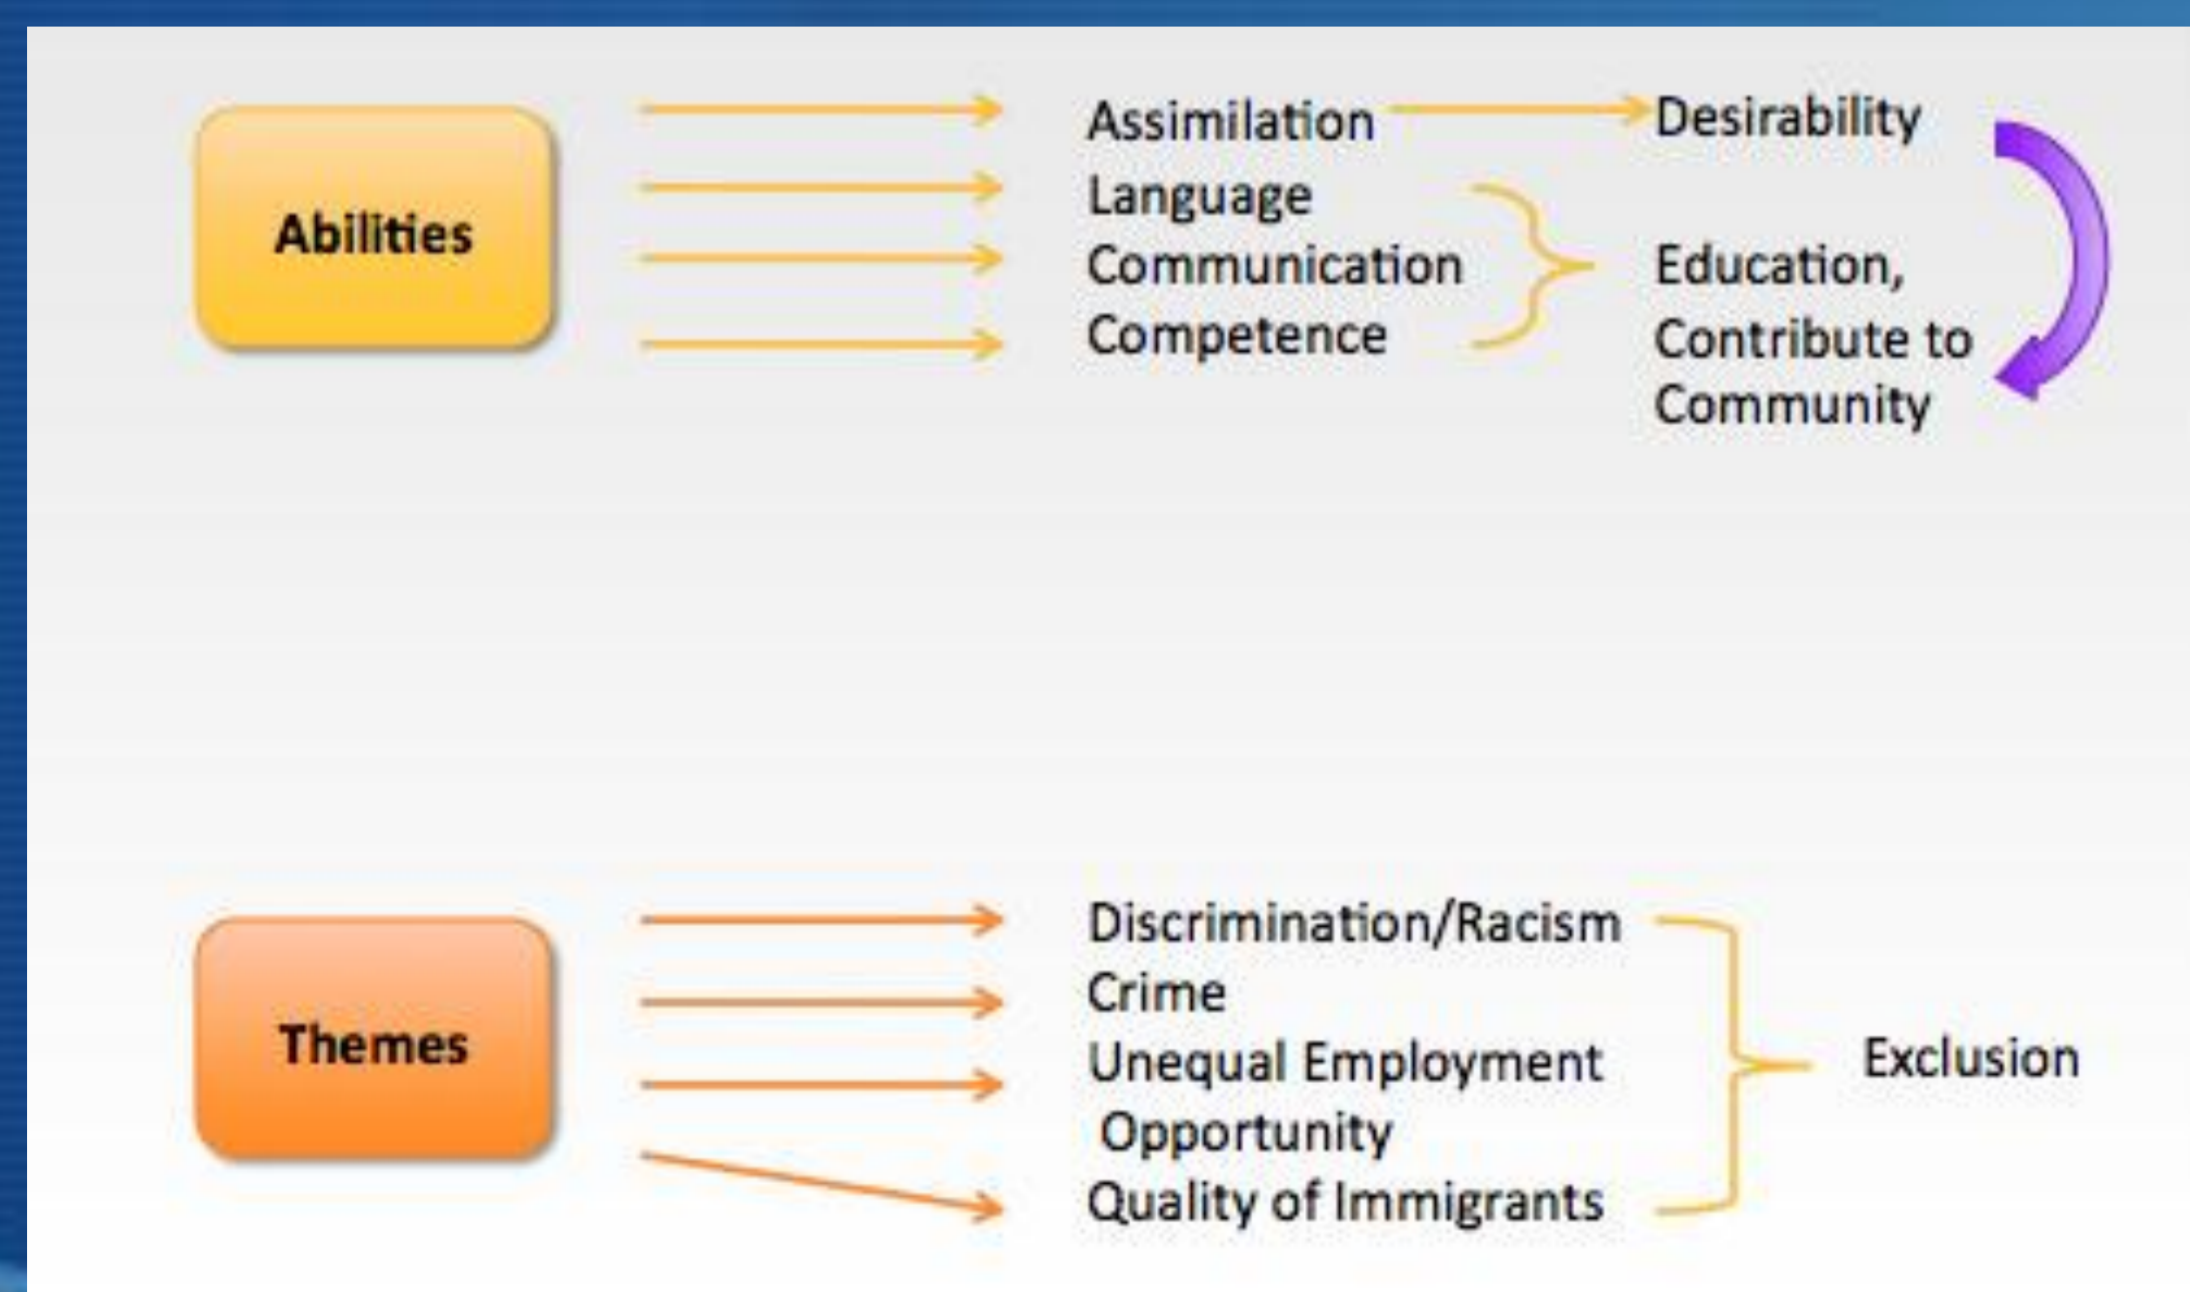 Abilities
Assimilation
Desirability
Language
Communication
Competence
Education,
Contribute to
Community
Themes
Discrimination/Racism
Crime
Unequal Employment
Opportunity
Quality of Immigrants
Exclusion